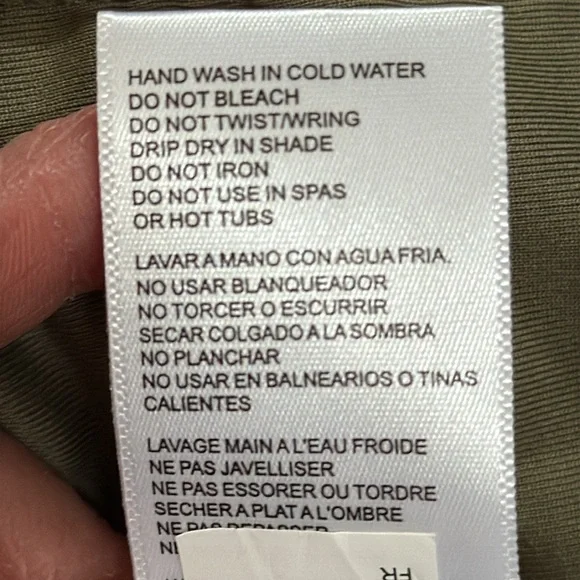 HAND WASH IN COLD WATER
DO NOT BLEACH
DO NOT TWIST/WRING
DRIP DRY IN SHADE
DO NOT IRON
DO NOT USE IN SPAS
OR HOT TUBS
LAVAR A MANO CON AGUA FRIA.
NO USAR BLANQUEADOR
NO TORCER O ESCURRIR
SECAR COLGADO A LA SOMBRA
NO PLANCHAR
NO USAR EN BALNEARIOS O TINAS
CALIENTES
LAVAGE MAIN A L'EAU FROIDE
NE PAS JAVELLISER
NE PAS ESSORER OU TORDRE
SECHER A PLAT A L'OMBRE
NE PAS REPASSER
FR